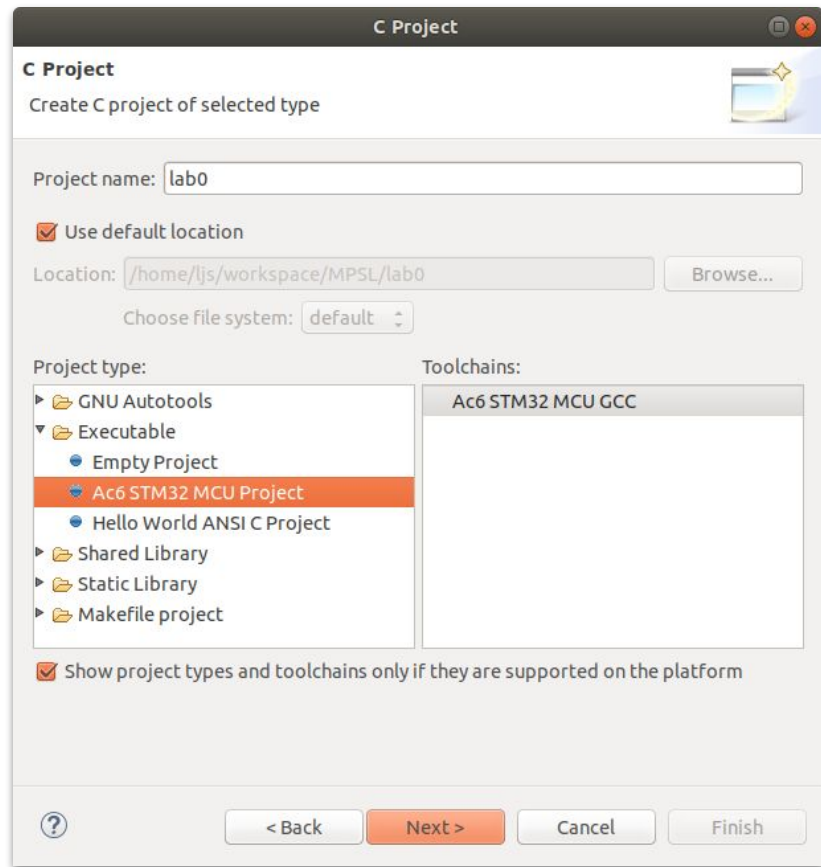 C Project
C Project
Create C project of selected type
Project name: lab0
Use default location
Location: /home/ljs/workspace/MPSL/lab0 Browse...
Choose file system: default
Project type: Toolchains:
GNU Autotools Ac6 STM32 MCU GCC
Executable
Empty Project
Ac6 STM32 MCU Project
Hello World ANSI C Project
Shared Library
Static Library
Makefile project
Show project types and toolchains only if they are supported on the platform
? < Back Next > Cancel Finish